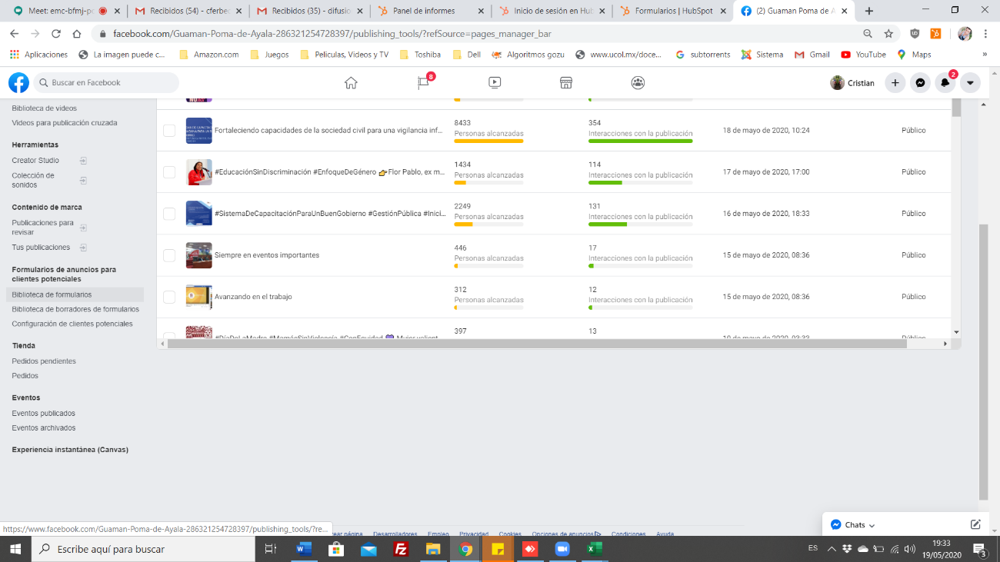 Meet: emc-bfmj-po
Recibidos (54) - cferbec
Recibidos (35) - difusio
Panel de informes
Inicio de sesión en Hub
Formularios | HubSpot
(2) Guaman Poma de A
facebook.com/Guaman-Poma-de-Ayala-286321254728397/publishing_tools/?refSource=pages_manager_bar
Aplicaciones
La imagen puede c...
Amazon.com
Juegos
Peliculas, Videos y TV
Toshiba
Dell
Algoritmos gozu
www.ucol.mx/doce...
subtorrents
Sistema
Gmail
YouTube
Maps
»
Buscar en Facebook
8
Cristian
2
Biblioteca de videos
Videos para publicación cruzada
Herramientas
Creator Studio
Colección de
sonidos
Contenido de marca
Publicaciones para
revisar
Tus publicaciones
Formularios de anuncios para
clientes potenciales
Biblioteca de formularios
Biblioteca de borradores de formularios
Configuración de clientes potenciales
Tienda
Pedidos pendientes
Pedidos
Eventos
Eventos publicados
Eventos archivados
Experiencia instantánea (Canvas)
Fortaleciendo capacidades de la sociedad civil para una vigilancia inf...
8433
Personas alcanzadas
354
Interacciones con la publicación
18 de mayo de 2020, 10:24
Público
#EducaciónSinDiscriminación #EnfoqueDeGénero 👉Flor Pablo, ex m...
1434
Personas alcanzadas
114
Interacciones con la publicación
17 de mayo de 2020, 17:00
Público
#SistemaDeCapacitaciónParaUnBuenGobierno #GestiónPública #Inici...
2249
Personas alcanzadas
131
Interacciones con la publicación
16 de mayo de 2020, 18:33
Público
Siempre en eventos importantes
446
Personas alcanzadas
17
Interacciones con la publicación
15 de mayo de 2020, 08:36
Público
Avanzando en el trabajo
312
Personas alcanzadas
12
Interacciones con la publicación
15 de mayo de 2020, 08:36
Público
#DíaDeLaMadre #MamásSinViolencia #ConEquidad 💜 Mujer valient
397
13
Público
https://www.facebook.com/Guaman-Poma-de-Ayala-286321254728397/publishing_tools/?re...
rear página
Desarrolladores
Empleo
Privacidad
Cookies
Opciones de anuncios
Condiciones
Ayuda
Chats
Escribe aquí para buscar
ES
19:33
19/05/2020
3